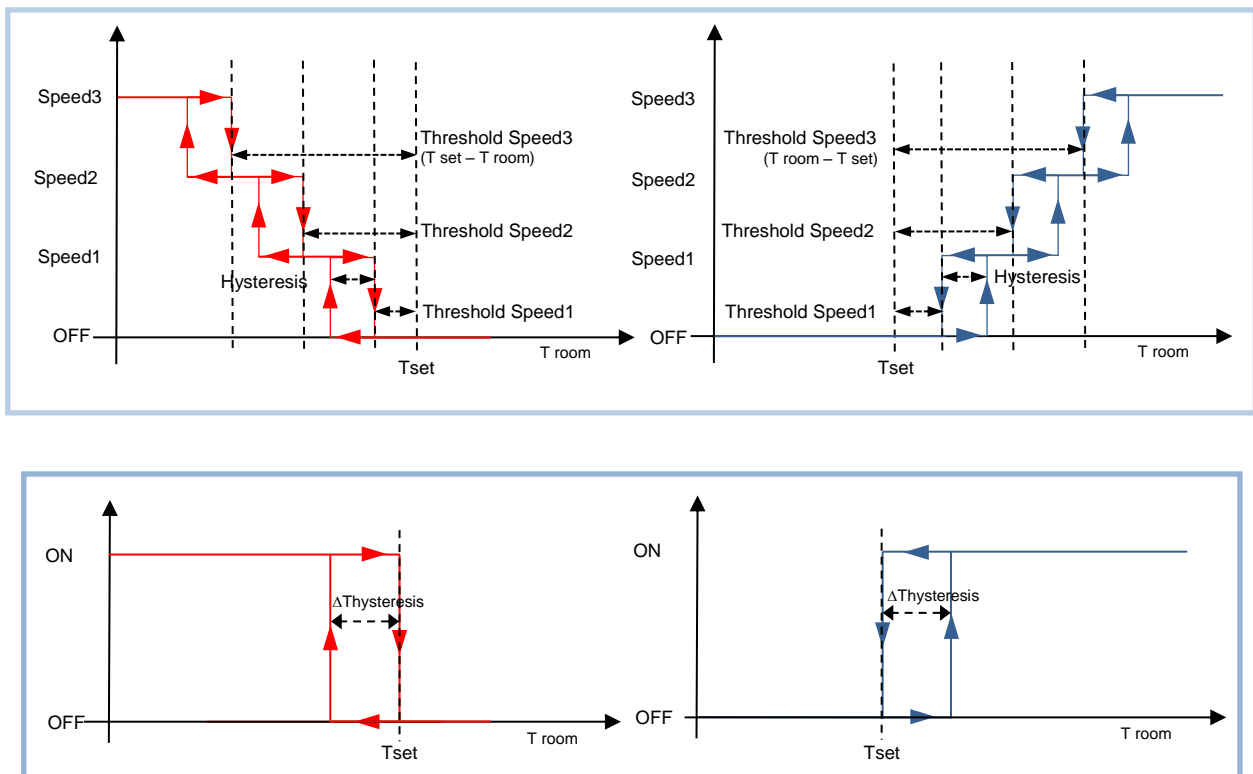 Speed3
Threshold Speed3
(T set – T room)
Speed2
Threshold Speed2
Speed1
Hysteresis
Threshold Speed1
OFF
T room
Tset
Speed3
Threshold Speed3
(T room – T set)
Speed2
Threshold Speed2
Speed1
Hysteresis
Threshold Speed1
OFF
T room
Tset
ON
∆Thysteresis
OFF
T room
Tset
ON
∆Thysteresis
OFF
T room
Tset